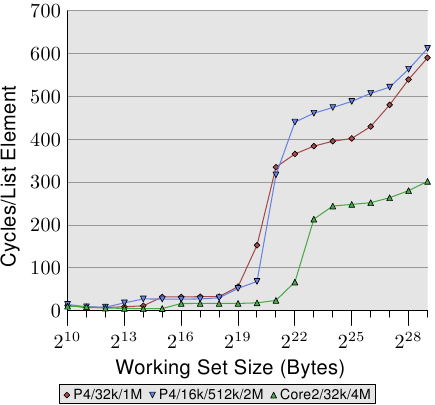 700
600
500
400
300
200
100
0
Cycles/List Element
2^10 2^13 2^16 2^19 2^22 2^25 2^28
Working Set Size (Bytes)
P4/32k/1M P4/16k/512k/2M Core2/32k/4M